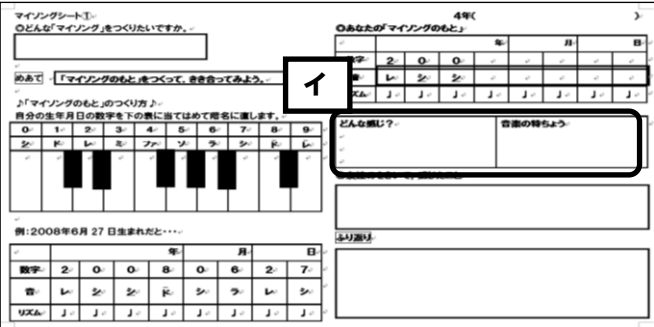 マイソングシート①
◎どんな「マイソング」をつくりたいですか。
めあて 「マイソングのもと」をつくって、きき合ってみよう。
♪「マイソングのもと」のつくり方♪
自分の生年月日の数字を下の表に当てはめて暗名に直します。
0 1 2 3 4 5 6 7 8 9
シ ド レ ミ ファ ソ ラ シ ド レ
例:2008年6月27日生まれだと・・・
年 月 日
数字 2 0 0 8 0 6 2 7
音 レ シ シ ド シ ラ レ シ
リズム ♩ ♩ ♩ ♩ ♩ ♩ ♩ ♩
イ
4年( )
◎あなたの「マイソングのもと」
年 月 日
数字 2 0 0
レ シ シ
リズム ♩ ♩ ♩ ♩ ♩ ♩ ♩ ♩
どんな感じ? 音楽の特ちょう
ふり返り